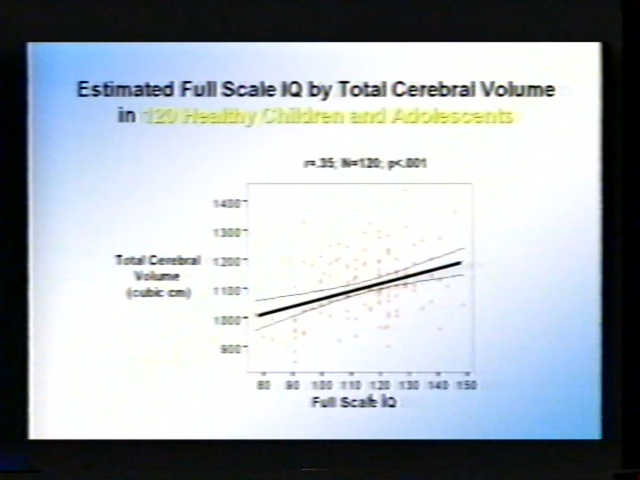 Estimated Full Scale IQ by Total Cerebral Volume
in 120 Healthy Children and Adolescents
r=.35; N=120; p<.001
1400
1300
1200
1100
1000
900
Total Cerebral
Volume
(cubic cm)
80 90 100 110 120 130 140 150
Full Scale IQ